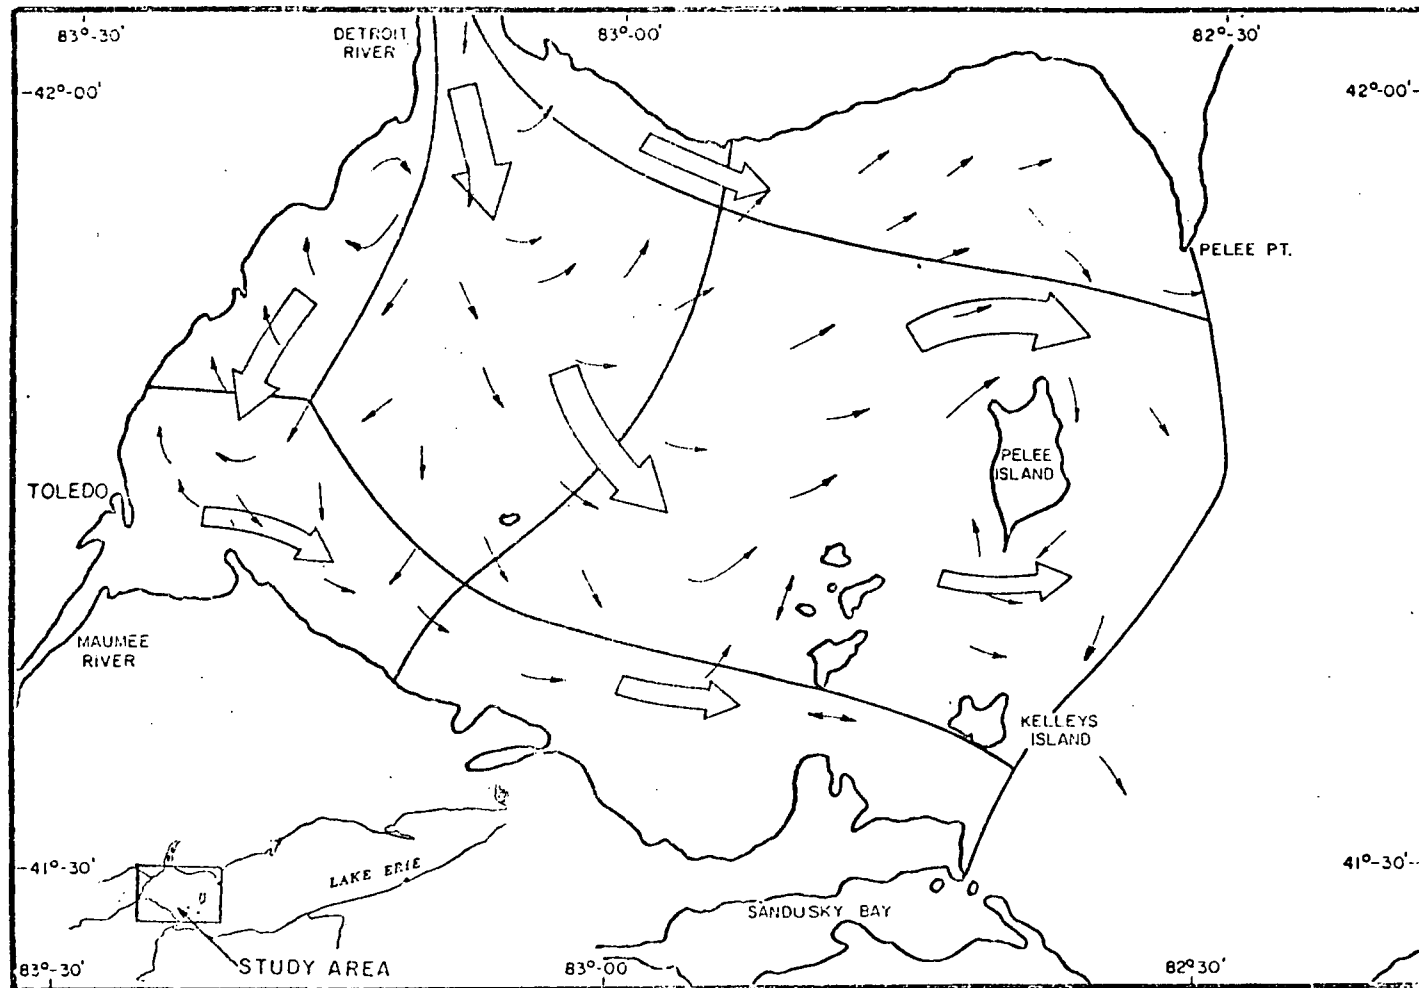 83°-30'
DETROIT
RIVER
83°-00'
82°-30'
-42°-00'
42°-00'-
PELEE PT.
PELEE
ISLAND
TOLEDO
MAUMEE
RIVER
KELLEYS
ISLAND
-41°-30'
41°-30'-
LAKE ERIE
SANDUSKY BAY
STUDY AREA
83°-30'
83°-00
82°30'